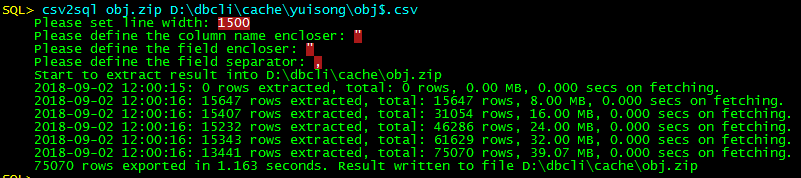 SQL> csv2sql obj.zip D:\dbcli\cache\yuisong\obj$.csv
Please set line width: 1500
Please define the column name encloser: "
Please define the field encloser: "
Please define the field separator: ,
Start to extract result into D:\dbcli\cache\obj.zip
2018-09-02 12:00:15: 0 rows extracted, total: 0 rows, 0.00 MB, 0.000 secs on fetching.
2018-09-02 12:00:16: 15647 rows extracted, total: 15647 rows, 8.00 MB, 0.000 secs on fetching.
2018-09-02 12:00:16: 15407 rows extracted, total: 31054 rows, 16.00 MB, 0.000 secs on fetching.
2018-09-02 12:00:16: 15232 rows extracted, total: 46286 rows, 24.00 MB, 0.000 secs on fetching.
2018-09-02 12:00:16: 15343 rows extracted, total: 61629 rows, 32.00 MB, 0.000 secs on fetching.
2018-09-02 12:00:16: 13441 rows extracted, total: 75070 rows, 39.07 MB, 0.000 secs on fetching.
75070 rows exported in 1.163 seconds. Result written to file D:\dbcli\cache\obj.zip
SQL>